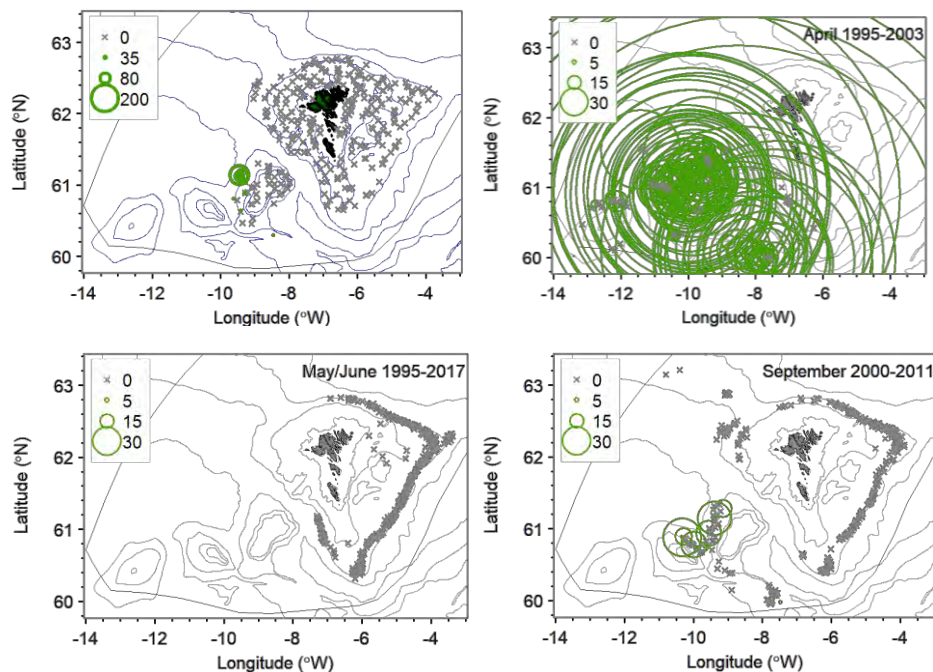 63
62
61
60
Latitude (°N)
0
35
80
200
-14 -12 -10 -8 -6 -4
Longitude (°W)
63
62
61
60
Latitude (°N)
0
5
15
30
April 1995-2003
-14 -12 -10 -8 -6 -4
Longitude (°W)
63
62
61
60
Latitude (°N)
0
5
15
30
May/June 1995-2017
-14 -12 -10 -8 -6 -4
Longitude (°W)
63
62
61
60
Latitude (°N)
0
5
15
30
September 2000-2011
-14 -12 -10 -8 -6 -4
Longitude (°W)